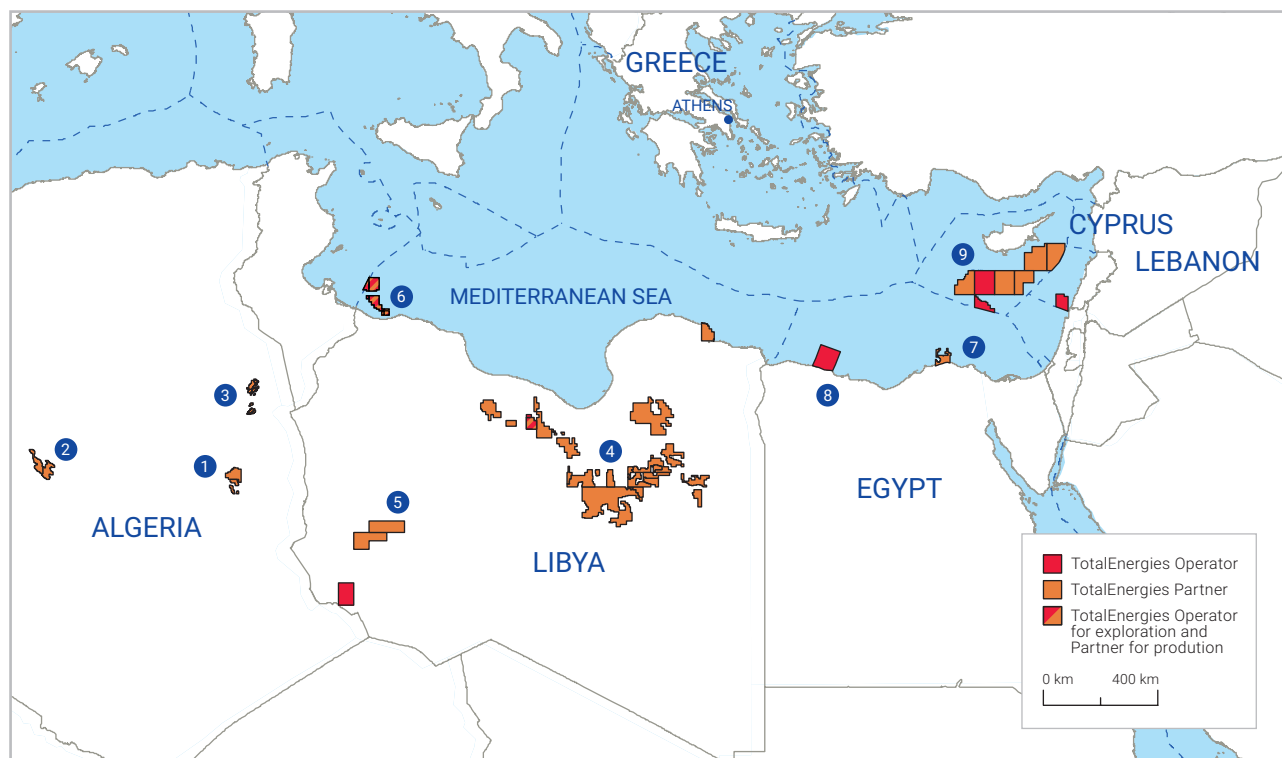 GREECE
ATHENS
CYPRUS
9
LEBANON
6
MEDITERRANEAN SEA
7
8
3
2
1
4
5
EGYPT
ALGERIA
LIBYA
TotalEnergies Operator
TotalEnergies Partner
TotalEnergies Operator
for exploration and
Partner for prodution
0 km 400 km